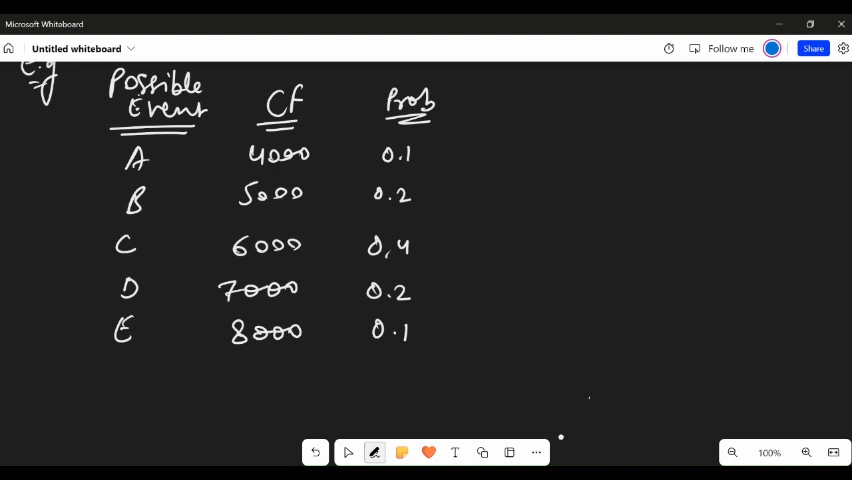 Microsoft Whiteboard
Untitled whiteboard
Follow me
Share
E.g
Possible Event CF Prob
A 4000 0.1
B 5000 0.2
C 6000 0.4
D 7000 0.2
E 8000 0.1
100%